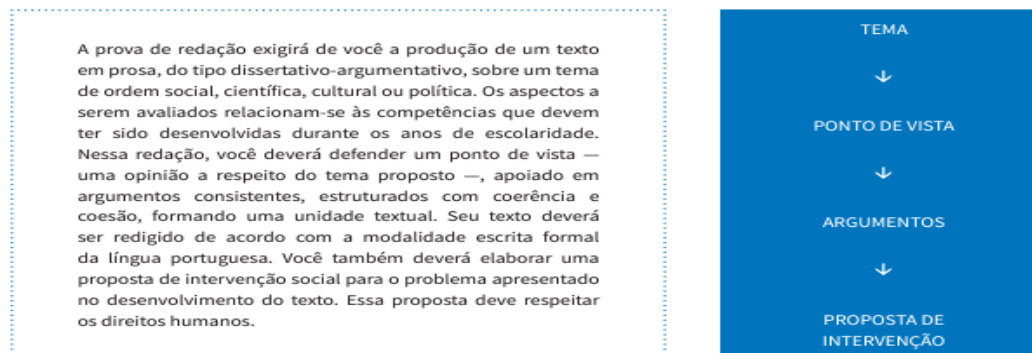 A prova de redação exigirá de você a produção de um texto
em prosa, do tipo dissertativo-argumentativo, sobre um tema
de ordem social, científica, cultural ou política. Os aspectos a
serem avaliados relacionam-se às competências que devem
ter sido desenvolvidas durante os anos de escolaridade.
Nessa redação, você deverá defender um ponto de vista —
uma opinião a respeito do tema proposto —, apoiado em
argumentos consistentes, estruturados com coerência e
coesão, formando uma unidade textual. Seu texto deverá
ser redigido de acordo com a modalidade escrita formal
da língua portuguesa. Você também deverá elaborar uma
proposta de intervenção social para o problema apresentado
no desenvolvimento do texto. Essa proposta deve respeitar
os direitos humanos.
TEMA
↓
PONTO DE VISTA
↓
ARGUMENTOS
↓
PROPOSTA DE
INTERVENÇÃO